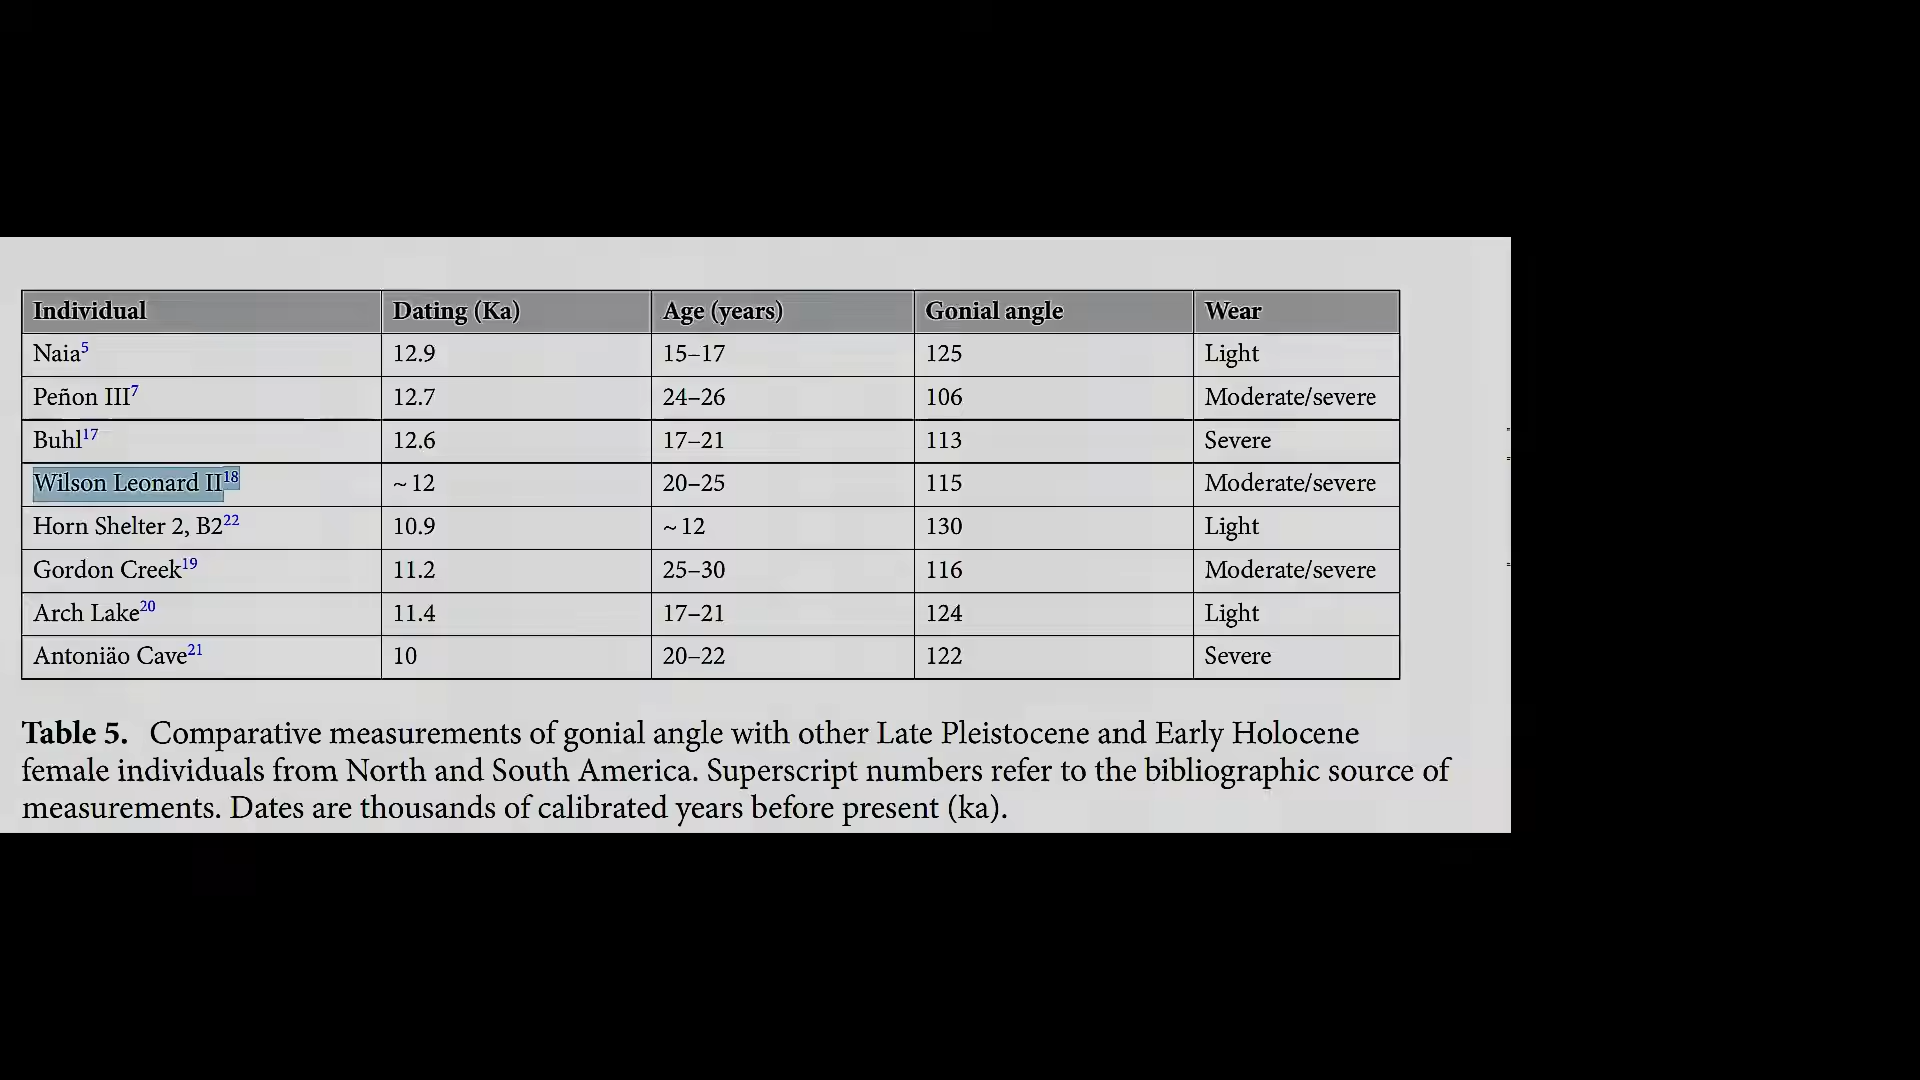 Individual Dating (Ka) Age (years) Gonial angle Wear
Naia5 12.9 15–17 125 Light
Peñon III7 12.7 24–26 106 Moderate/severe
Buhl17 12.6 17–21 113 Severe
Wilson Leonard II18 ~12 20–25 115 Moderate/severe
Horn Shelter 2, B222 10.9 ~12 130 Light
Gordon Creek19 11.2 25–30 116 Moderate/severe
Arch Lake20 11.4 17–21 124 Light
Antoniäo Cave21 10 20–22 122 Severe
Table 5. Comparative measurements of gonial angle with other Late Pleistocene and Early Holocene
female individuals from North and South America. Superscript numbers refer to the bibliographic source of
measurements. Dates are thousands of calibrated years before present (ka).